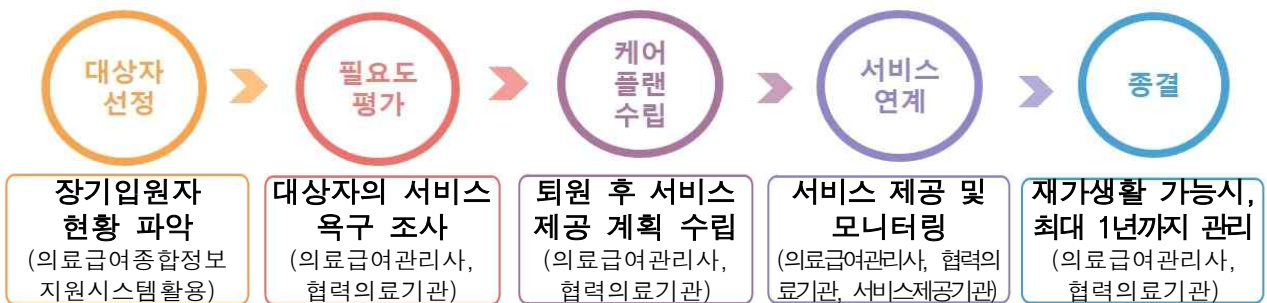 대상자
선정
필요도
평가
케어
플랜
수립
서비스
연계
종결
장기입원자
현황 파악
(의료급여종합정보
지원시스템활용)
대상자의 서비스
욕구 조사
(의료급여관리사,
협력의료기관)
퇴원 후 서비스
제공 계획 수립
(의료급여관리사,
협력의료기관)
서비스 제공 및
모니터링
(의료급여관리사, 협력의
료기관, 서비스제공기관)
재가생활 가능시,
최대 1년까지 관리
(의료급여관리사,
협력의료기관)